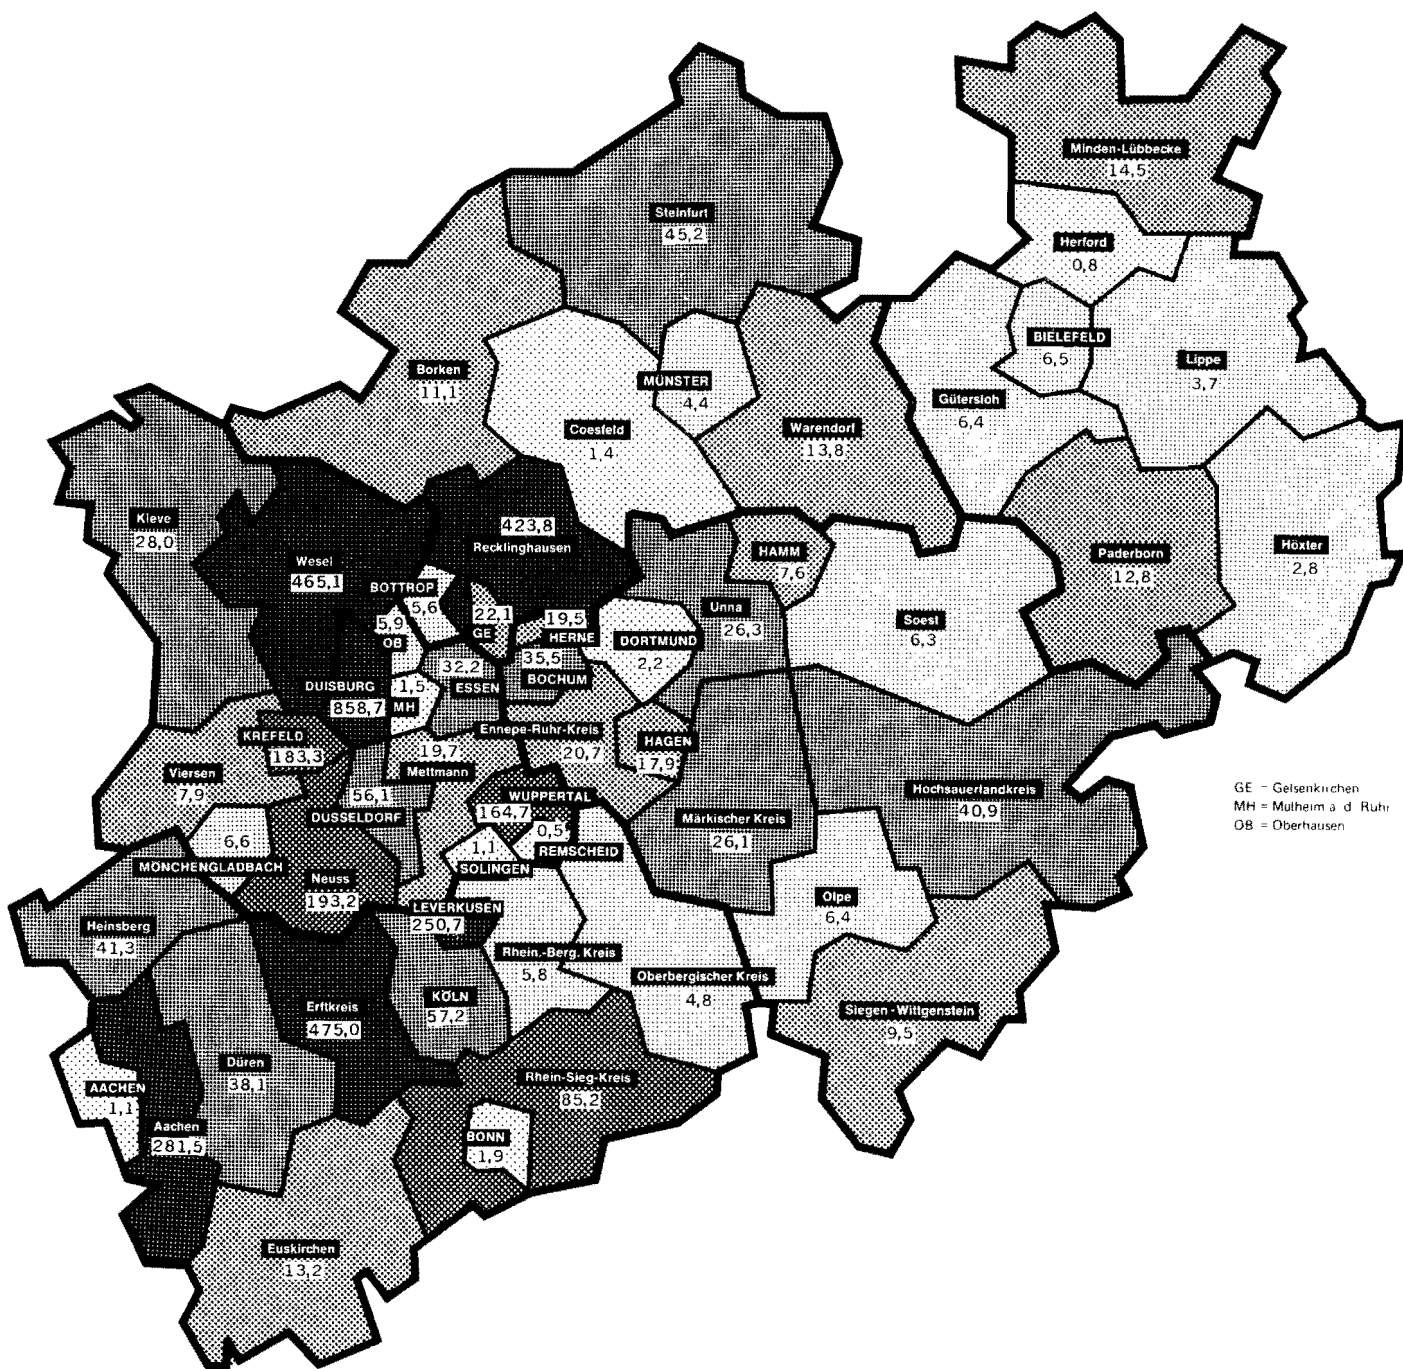 Minden-Lübbecke
14,5
Steinfurt
45,2
Herford
0,8
BIELEFELD
6,5
Lippe
3,7
Borken
11,1
MÜNSTER
4,4
Gütersloh
6,4
Coesfeld
1,4
Warendorf
13,8
Kleve
28,0
423,8
Recklinghausen
Wesel
465,1
HAMM
7,6
Paderborn
12,8
Höxter
2,8
BOTTROP
5,6
22,1
GE
19,5
HERNE
Unna
26,3
Soest
6,3
5,9
OB
DORTMUND
2,2
32,2
ESSEN
35,5
BOCHUM
DUISBURG
858,7
1,5
MH
KREFELD
183,3
19,7
Mettmann
Ennepe-Ruhr-Kreis
20,7
HAGEN
17,9
Viersen
7,9
56,1
DÜSSELDORF
WUPPERTAL
164,7
Märkischer Kreis
26,1
Hochsauerlandkreis
40,9
GE = Gelsenkirchen
MH = Mülheim a. d. Ruhr
OB = Oberhausen
6,6
MÖNCHENGLADBACH
0,5
REMSCHEID
1,1
SOLINGEN
Neuss
193,2
Olpe
6,4
Heinsberg
41,3
LEVERKUSEN
250,7
Rhein.-Berg. Kreis
5,8
Oberbergischer Kreis
4,8
Erftkreis
475,0
KÖLN
57,2
Siegen-Wittgenstein
9,5
Düren
38,1
Rhein-Sieg-Kreis
85,2
AACHEN
1,1
Aachen
281,5
BONN
1,9
Euskirchen
13,2